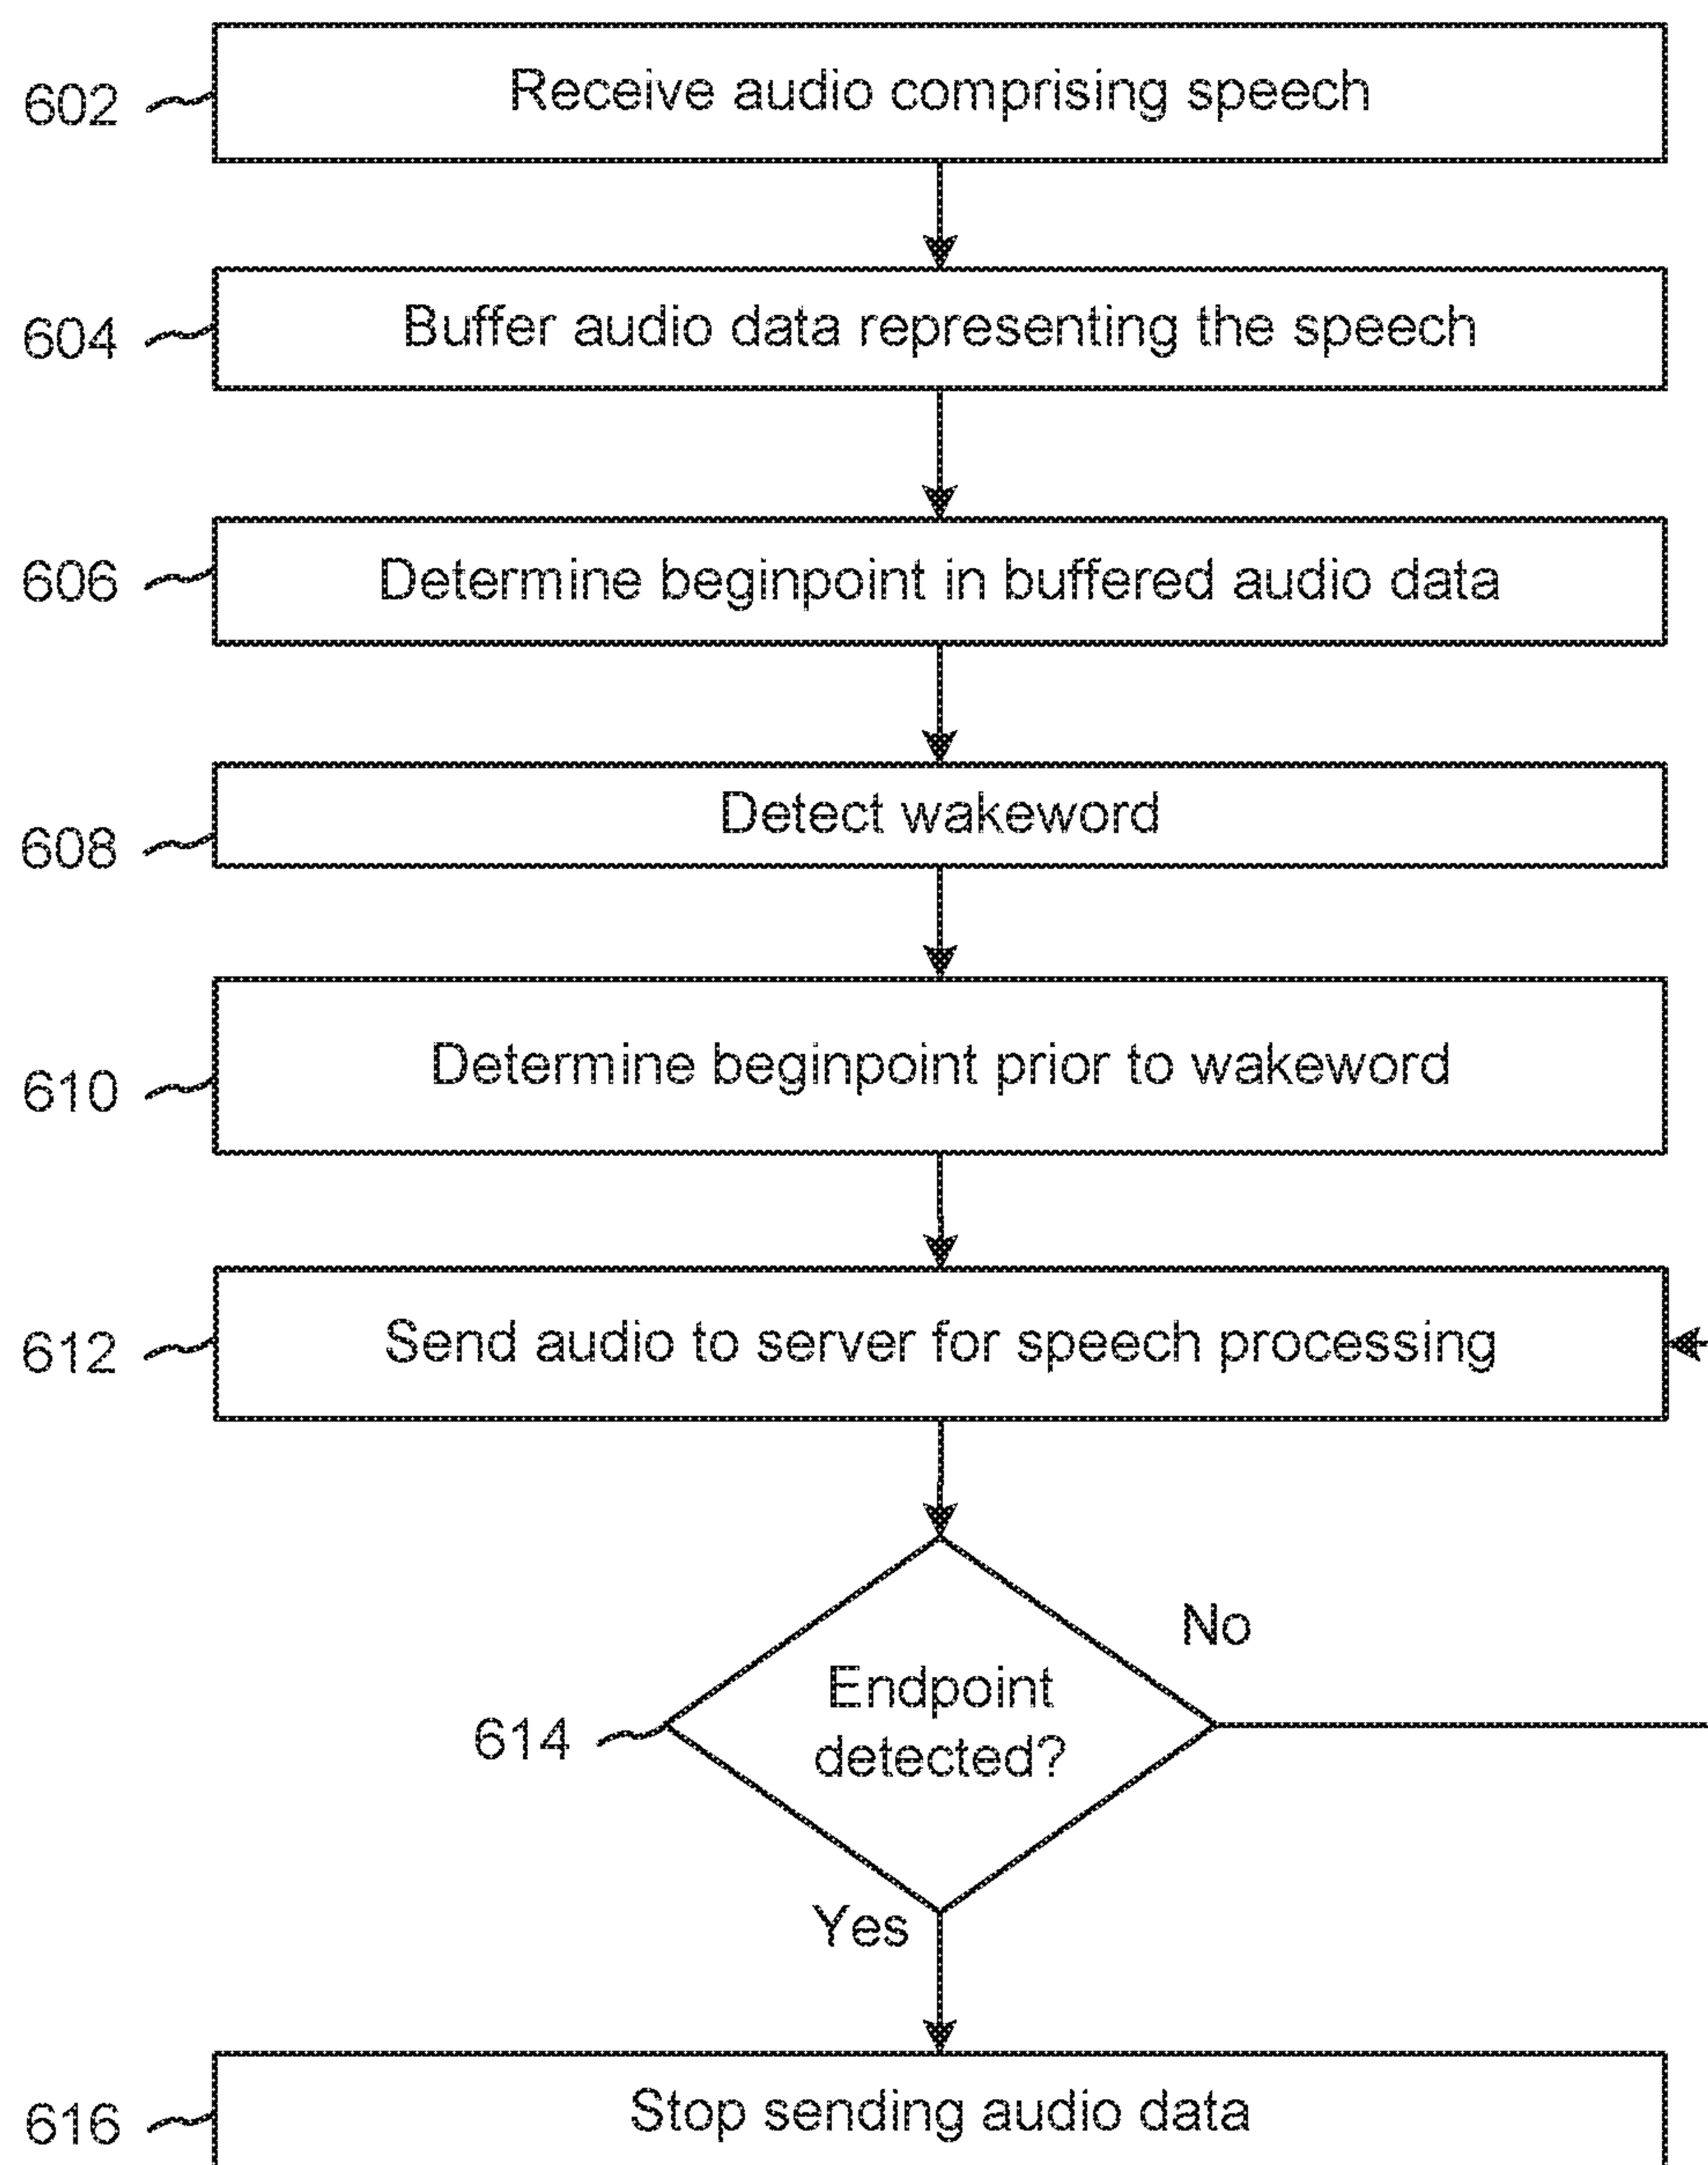 602 Receive audio comprising speech
604 Buffer audio data representing the speech
606 Determine beginpoint in buffered audio data
608 Detect wakeword
610 Determine beginpoint prior to wakeword
612 Send audio to server for speech processing
No
614 Endpoint
detected?
Yes
616 Stop sending audio data